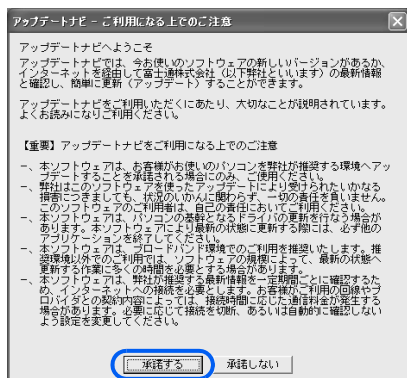 アップデートナビ - ご利用になる上でのご注意
アップデートナビへようこそ
アップデートナビでは、今お使いのソフトウェアの新しいバージョンがあるか、
インターネットを経由して富士通株式会社（以下弊社といいます）の最新情報
と確認し、簡単に更新（アップデート）することができます。
アップデートナビをご利用いただくにあたり、大切なことが説明されています。
よくお読みになりご利用ください。
【重要】アップデートナビをご利用になる上でのご注意
－、本ソフトウェアは、お客様がお使いのパソコンを弊社が推奨する環境へアッ
プデートすることを承諾される場合にのみ、ご使用ください。
－、弊社はこのソフトウェアを使ったアップデートにより受けられたいかなる
損害につきましても、状況のいかんに関わらず、一切の責任を負いません。
このソフトウェアのご利用者は、自己の責任においてご利用ください。
－、本ソフトウェアは、パソコンの基幹となるドライバの更新を行なう場合が
あります。本ソフトウェアにより最新の状態に更新する際には、必ず他の
アプリケーションを終了してください。
－、本ソフトウェアは、ブロードバンド環境でのご利用を推奨いたします。推
奨環境以外でのご利用では、ソフトウェアの規模によって、最新の状態へ
更新する作業に多くの時間を必要とする場合があります。
－、本ソフトウェアは、弊社が推奨する最新情報を一定期間ごとに確認するた
め、インターネットへの接続を必要とします。お客様がご利用の回線やプ
ロバイダとの契約内容によっては、接続時間に応じた通信料金が発生する
場合があります。必要に応じて接続を切断、あるいは自動的に確認しない
よう設定を変更してください。
承諾する 承諾しない